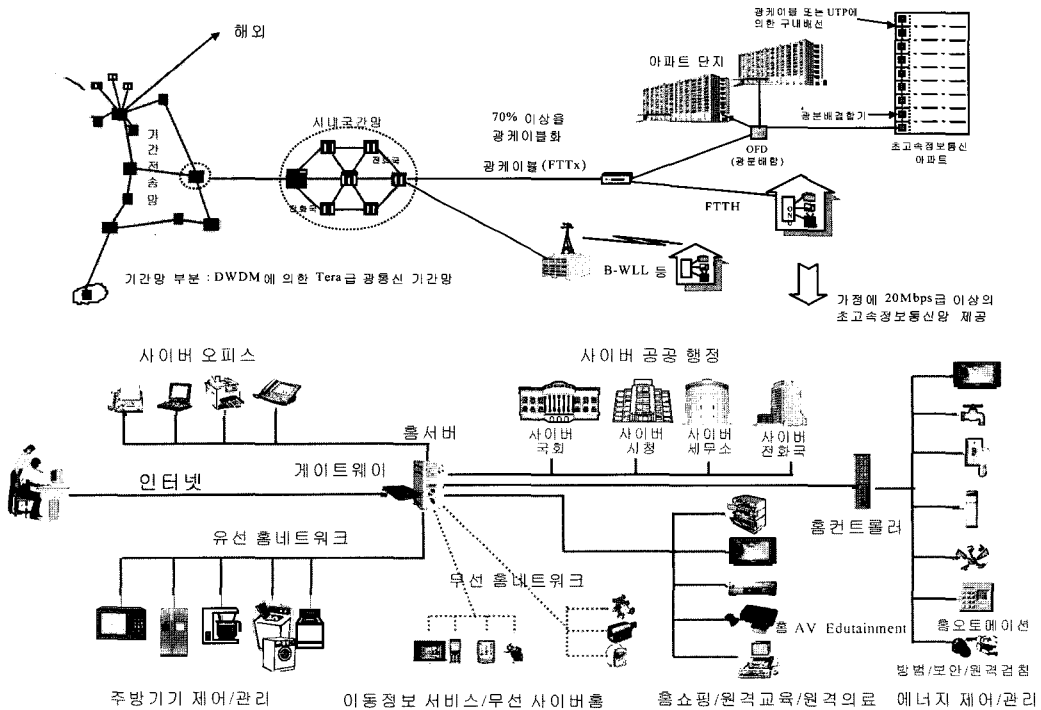 해외
기간전송망
시내국간망
전화국
전화국
70% 이상을
광케이블화
광케이블 (FTTx)
아파트 단지
OFD
(광분배함)
광케이블 또는 UTP에
의한 구내배선
광분배결합기
초고속정보통신
아파트
FTTH
ONU
B-WLL 등
기간망 부분 : DWDM에 의한 Tera급 광통신 기간망
가정에 20Mbps급 이상의
초고속정보통신망 제공
사이버 오피스
사이버 공공 행정
홈서버
사이버
국회
사이버
시청
사이버
세무소
사이버
전화국
인터넷
게이트웨이
홈컨트롤러
유선 홈네트워크
무선 홈네트워크
홈 AV Edutainment
홈오토메이션
방범/보안/원격검침
주방기기 제어/관리
이동정보 서비스/무선 사이버홈
홈쇼핑/원격교육/원격의료
에너지 제어/관리